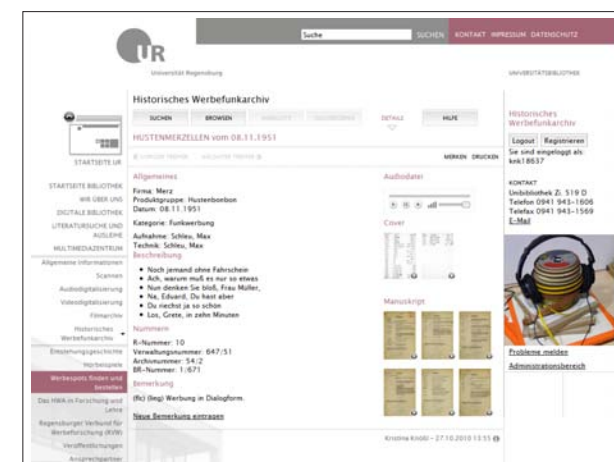 Suche
SUCHEN KONTAKT IMPRESSUM DATENSCHUTZ
UR
Universität Regensburg
UNIVERSITÄTSBIBLIOTHEK
STARTSEITE UR
STARTSEITE BIBLIOTHEK
WIR ÜBER UNS
DIGITALE BIBLIOTHEK
LITERATURSUCHE UND
AUSLEIHE
MULTIMEDIAZENTRUM
Allgemeine Informationen
Scannen
Audiodigitalisierung
Videodigitalisierung
Filmarchiv
Historisches
Werbefunkarchiv
Entstehungsgeschichte
Hörbeispiele
Werbespots finden und
bestellen
Das HWA in Forschung und
Lehre
Regensburger Verbund für
Werbeforschung (RVW)
Veröffentlichungen
Ansprechpartner
Historisches Werbefunkarchiv
SUCHEN BROWSEN DETAILS HILFE
HUSTENMERZELLEN vom 08.11.1951
VORIGER TREFFER NÄCHSTER TREFFER MERKEN DRUCKEN
Allgemeines
Firma: Merz
Produktgruppe: Hustenbonbon
Datum: 08.11.1951
Kategorie: Funkwerbung
Aufnahme: Schleu, Max
Technik: Schleu, Max
Beschreibung
• Noch jemand ohne Fahrschein
• Ach, warum muß es nur so etwas
• Nun denken Sie bloß, Frau Müller,
• Na, Eduard, Du hast aber
• Du riechst ja so schön
• Los, Grete, in zehn Minuten
Nummern
R-Nummer: 10
Verwaltungsnummer: 647/51
Archivnummer: 54/2
BR-Nummer: 1/671
Bemerkung
(flc) (ling) Werbung in Dialogform.
Neue Bemerkung eintragen
Audiodatei
Cover
Manuskript
Kristina Knößl - 27.10.2010 13:55
Historisches
Werbefunkarchiv
Logout Registrieren
Sie sind eingeloggt als:
knk18637
KONTAKT
Unibibliothek Zi. 519 D
Telefon 0941 943-1606
Telefax 0941 943-1569
E-Mail
Probleme melden
Administrationsbereich